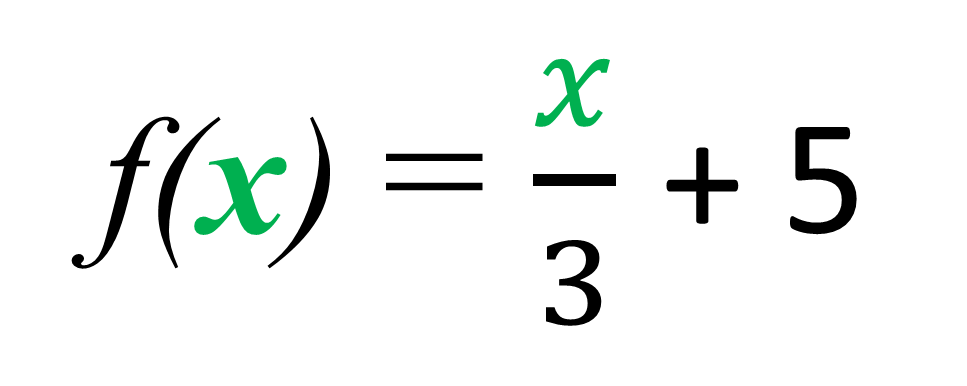 f(x) = x/3 + 5